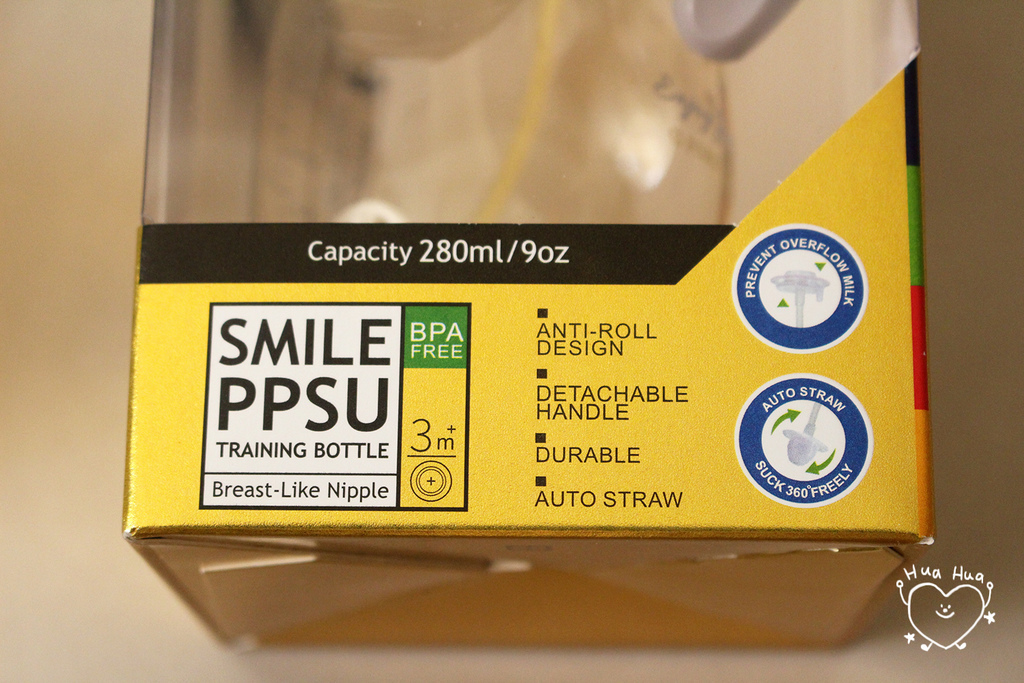 Capacity 280ml/9oz
SMILE
PPSU
TRAINING BOTTLE
Breast-Like Nipple
BPA
FREE
3m+
ANTI-ROLL
DESIGN
DETACHABLE
HANDLE
DURABLE
AUTO STRAW
PREVENT OVERFLOW MILK
AUTO STRAW
SUCK 360°FREELY
Hua Hua